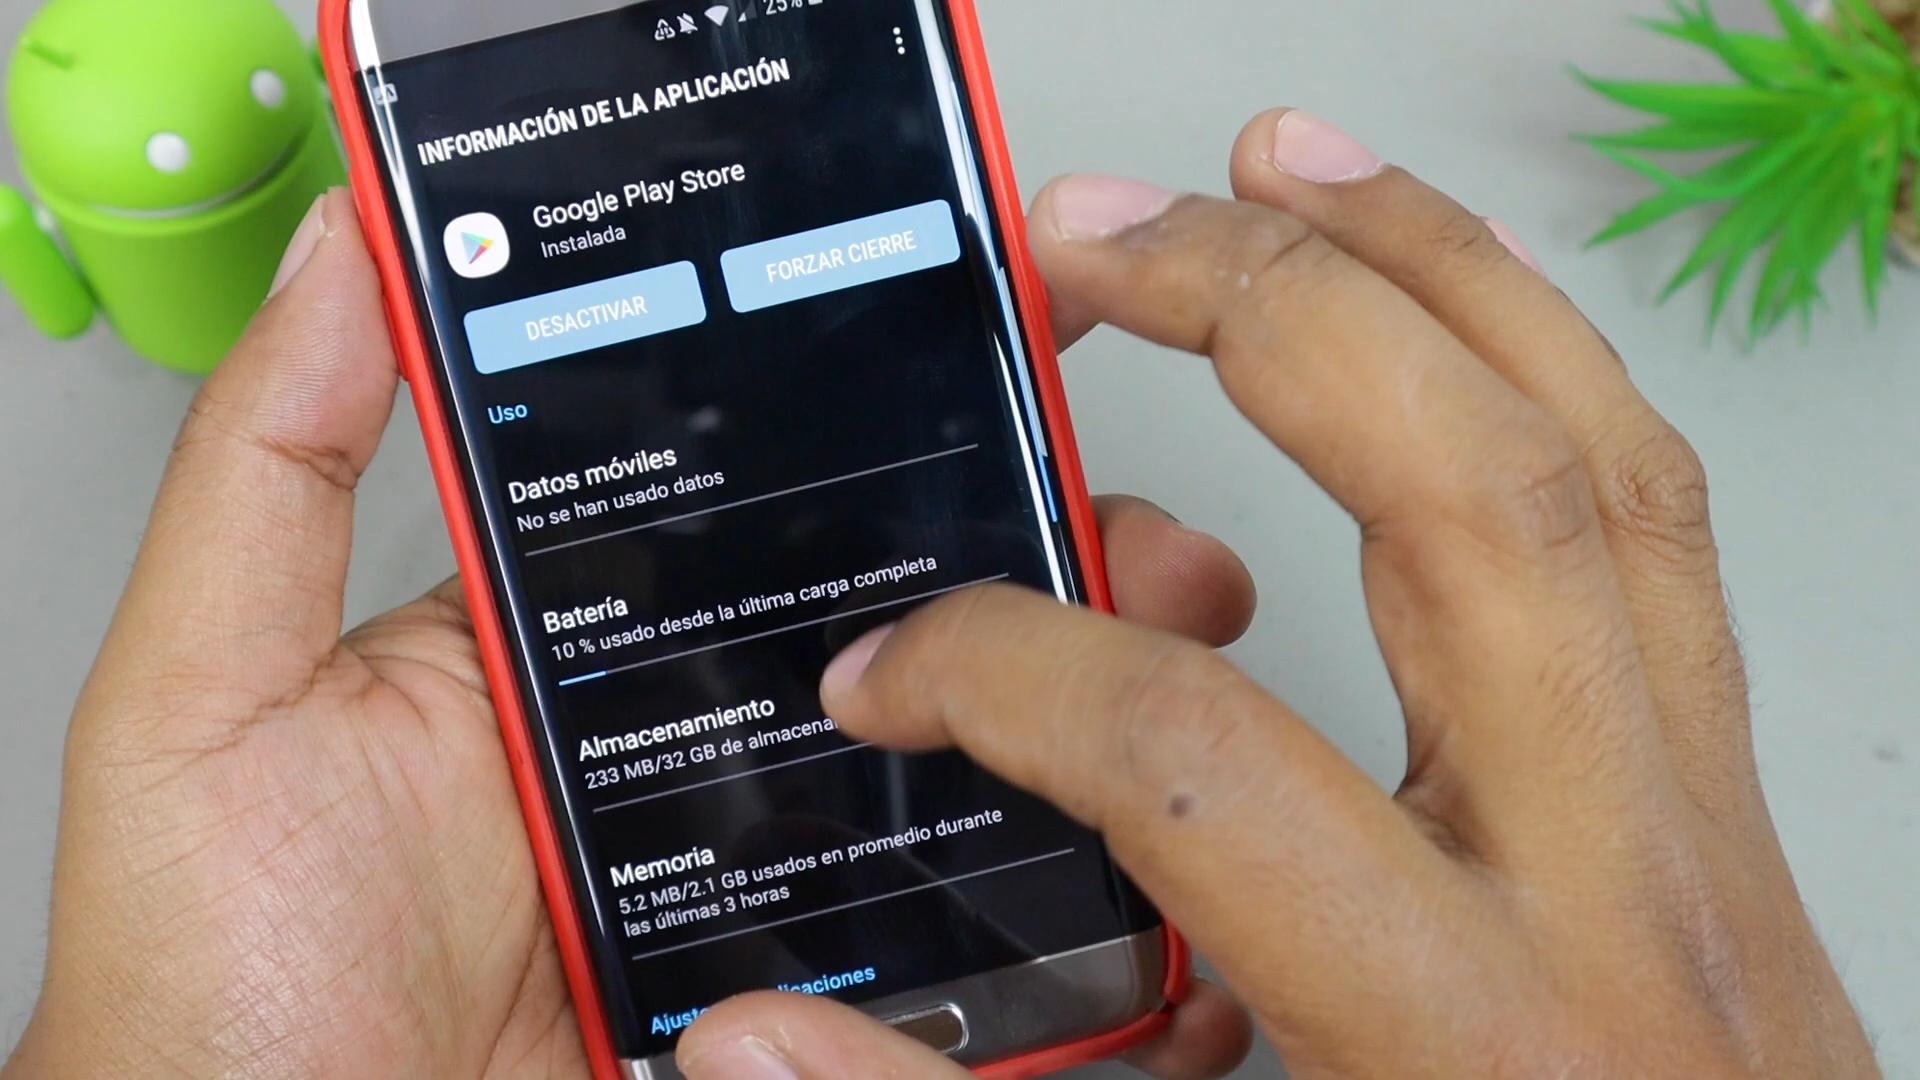 25%
INFORMACIÓN DE LA APLICACIÓN
Google Play Store
Instalada
DESACTIVAR
FORZAR CIERRE
Uso
Datos móviles
No se han usado datos
Batería
10 % usado desde la última carga completa
Almacenamiento
233 MB/32 GB de
Memoria
5.2 MB/2.1 GB usados en promedio durante
las últimas 3 horas